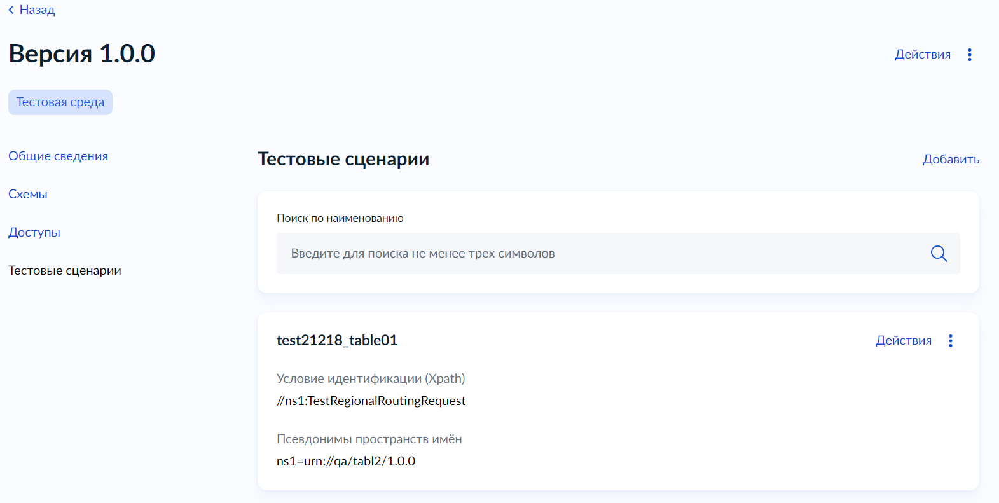 Назад
Версия 1.0.0
Действия
Тестовая среда
Общие сведения
Схемы
Доступы
Тестовые сценарии
Тестовые сценарии
Добавить
Поиск по наименованию
Введите для поиска не менее трех символов
test21218_table01
Действия
Условие идентификации (Xpath)
//ns1:TestRegionalRoutingRequest
Псевдонимы пространств имён
ns1=urn://qa/tabl2/1.0.0